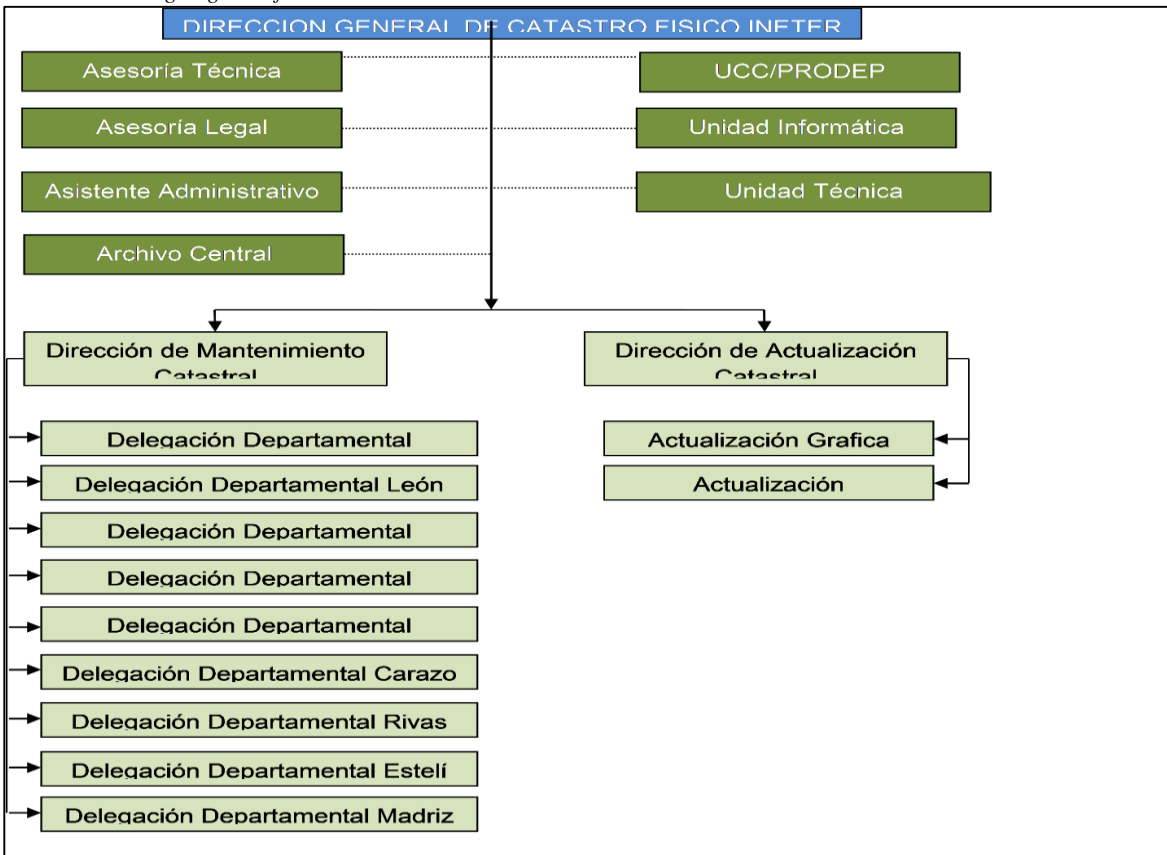 DIRECCION GENERAL DE CATASTRO FISICO INETER
Asesoría Técnica
UCC/PRODEP
Asesoría Legal
Unidad Informática
Asistente Administrativo
Unidad Técnica
Archivo Central
Dirección de Mantenimiento
Catastral
Dirección de Actualización
Catastral
Delegación Departamental
Delegación Departamental León
Delegación Departamental
Delegación Departamental
Delegación Departamental
Delegación Departamental Carazo
Delegación Departamental Rivas
Delegación Departamental Estelí
Delegación Departamental Madriz
Actualización Grafica
Actualización